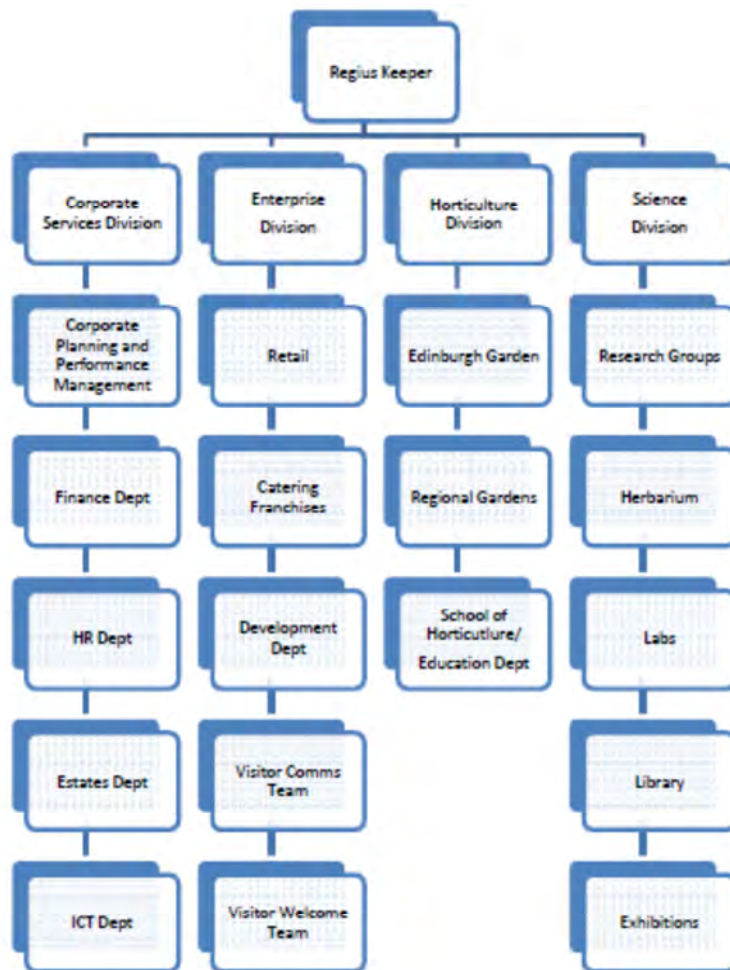 Regius Keeper
Corporate
Services Division
Enterprise
Division
Horticulture
Division
Science
Division
Corporate
Planning and
Performance
Management
Retail
Edinburgh Garden
Research Groups
Finance Dept
Catering
Franchises
Regional Gardens
Herbarium
HR Dept
Development
Dept
School of
Horticutlure/
Education Dept
Labs
Estates Dept
Visitor Comms
Team
Library
ICT Dept
Visitor Welcome
Team
Exhibitions